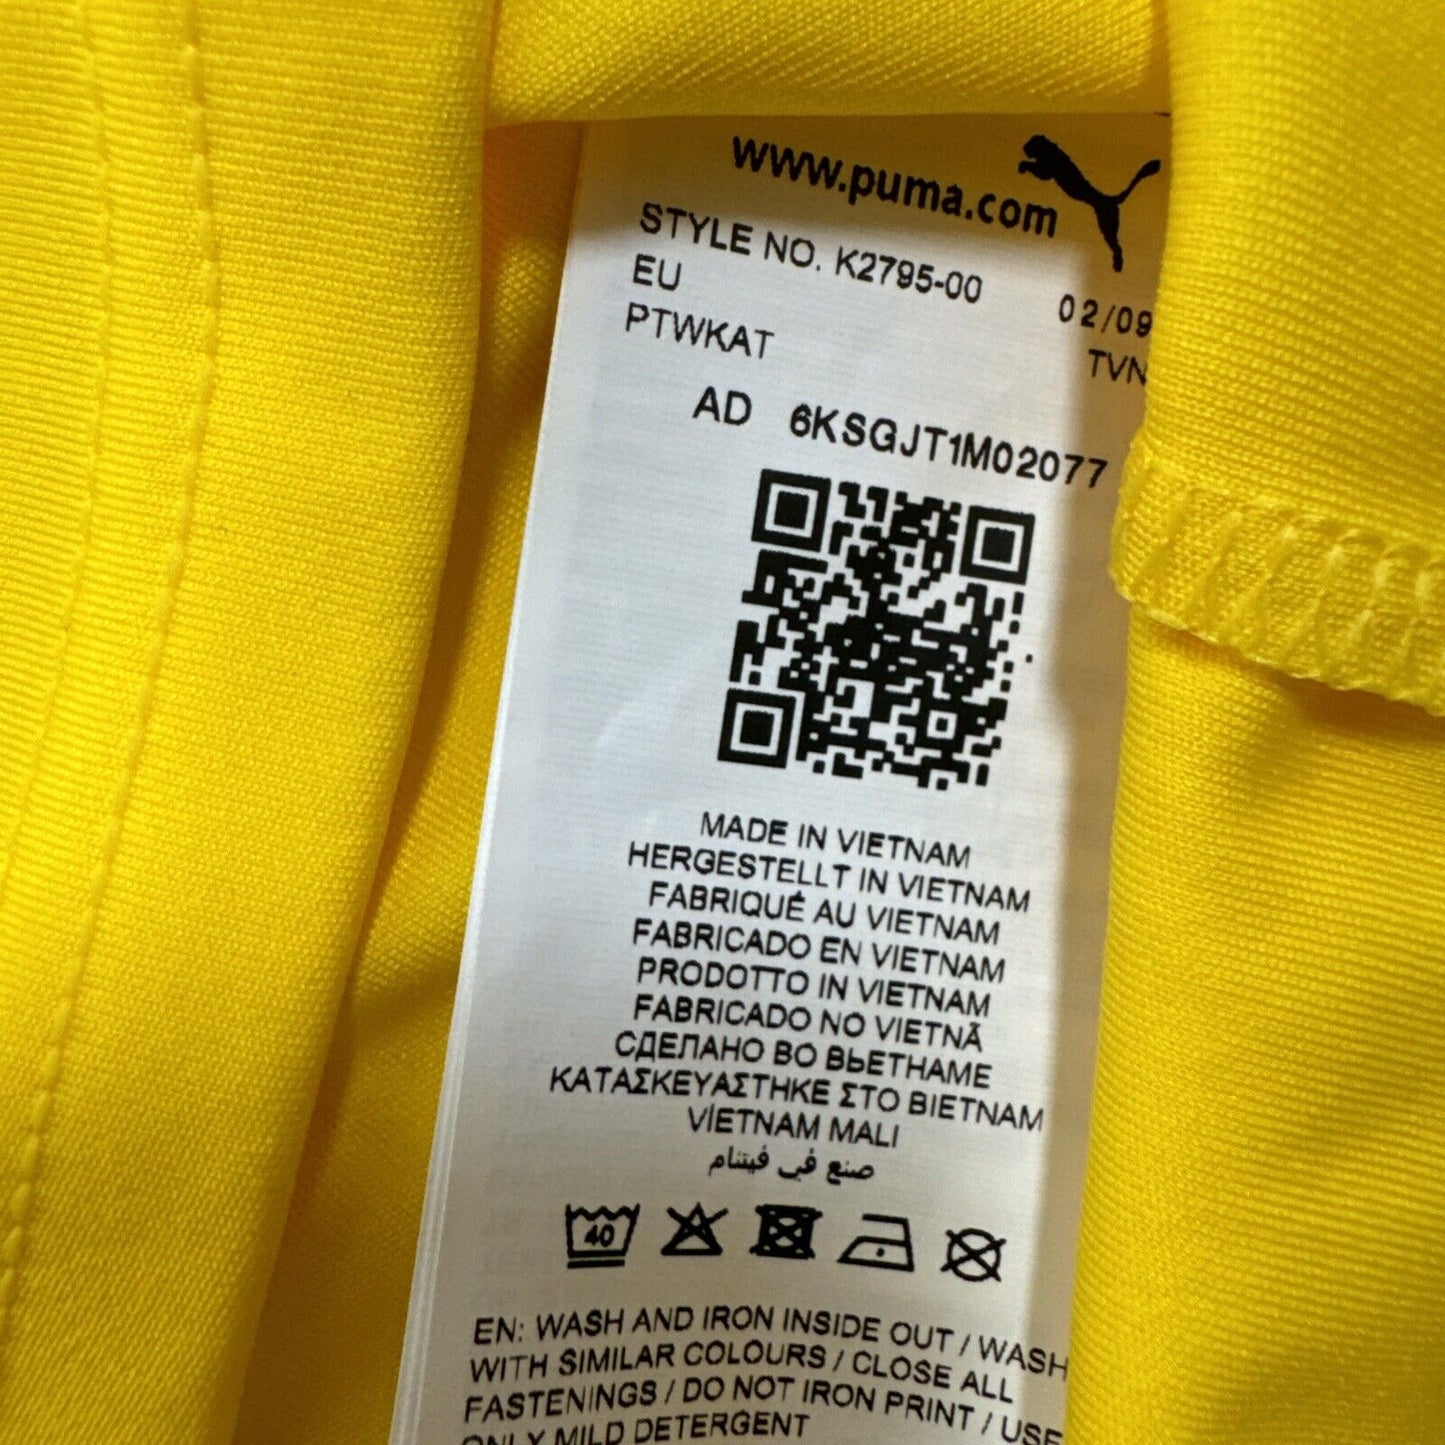 www.puma.com
STYLE NO. K2795-00 02/09
EU TVN
PTWKAT
AD 6KSGJT1M02077
MADE IN VIETNAM
HERGESTELLT IN VIETNAM
FABRIQUÉ AU VIETNAM
FABRICADO EN VIETNAM
PRODOTTO IN VIETNAM
FABRICADO NO VIETNÃ
СДЕЛАНО ВО ВЬЕТНАМЕ
ΚΑΤΑΣΚΕΥΑΣΤΗΚΕ ΣΤΟ ΒΙΕΤΝΑΜ
VİETNAM MALI
صنع في فيتنام
40
EN: WASH AND IRON INSIDE OUT / WASH
WITH SIMILAR COLOURS / CLOSE ALL
FASTENINGS / DO NOT IRON PRINT / USE
ONLY MILD DETERGENT